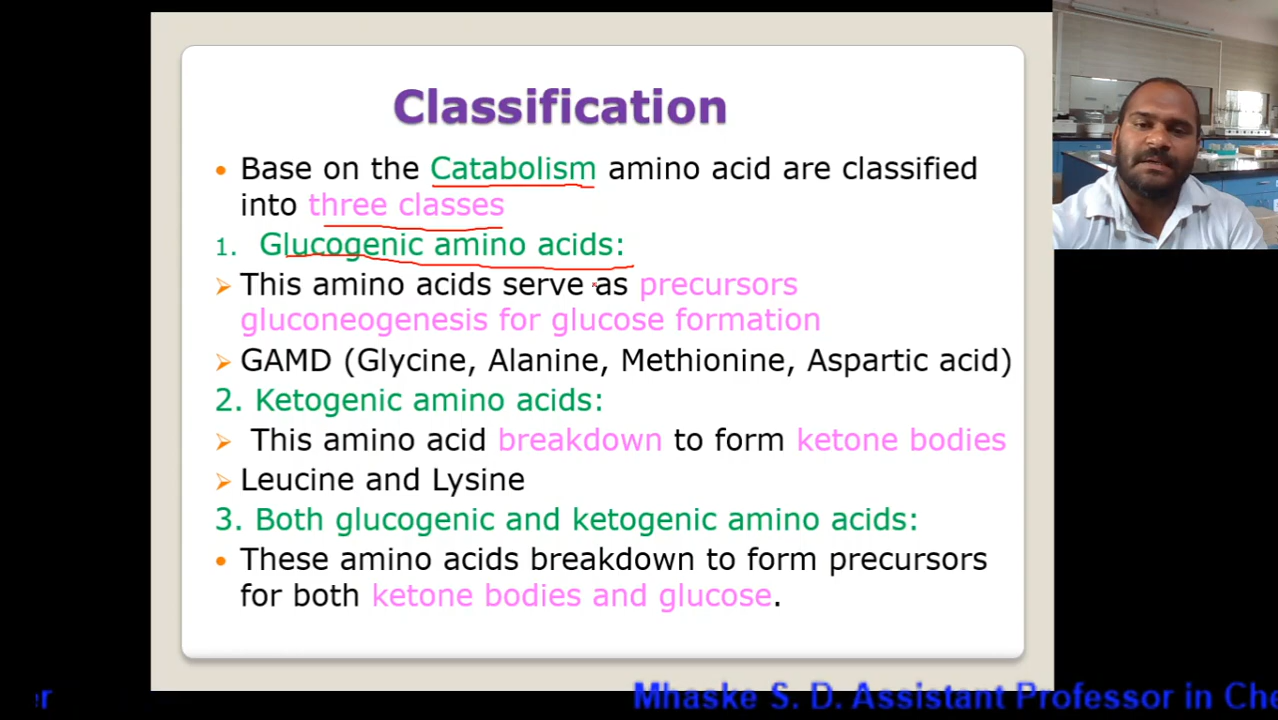 Classification
• Base on the Catabolism amino acid are classified
into three classes
1. Glucogenic amino acids:
➢ This amino acids serve as precursors
gluconeogenesis for glucose formation
➢ GAMD (Glycine, Alanine, Methionine, Aspartic acid)
2. Ketogenic amino acids:
➢ This amino acid breakdown to form ketone bodies
➢ Leucine and Lysine
3. Both glucogenic and ketogenic amino acids:
• These amino acids breakdown to form precursors
for both ketone bodies and glucose.
er Mhaske S. D. Assistant Professor in Che